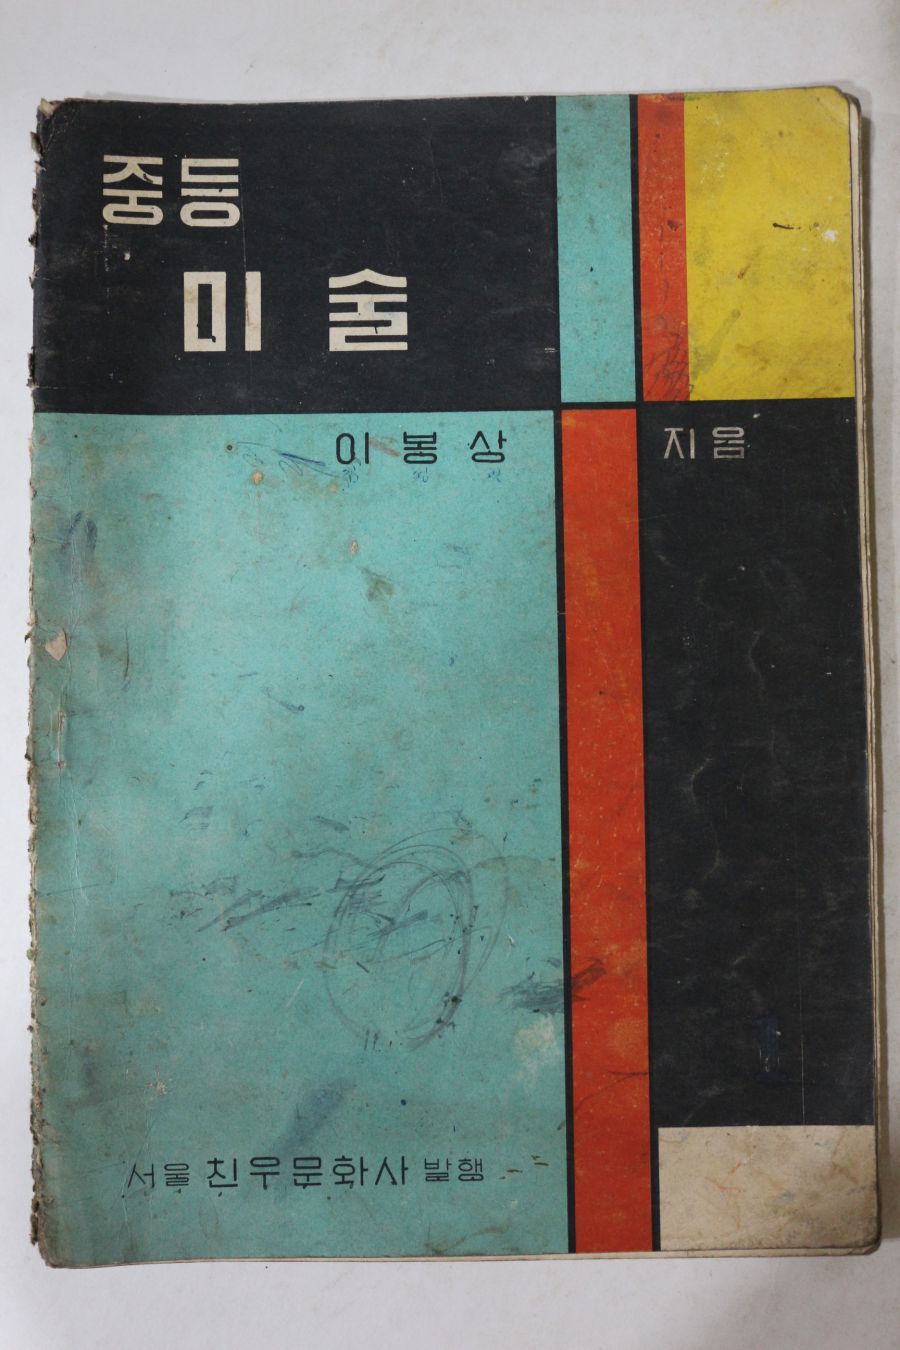 중등
미술
이봉상 지음
서울 친우문화사 발행